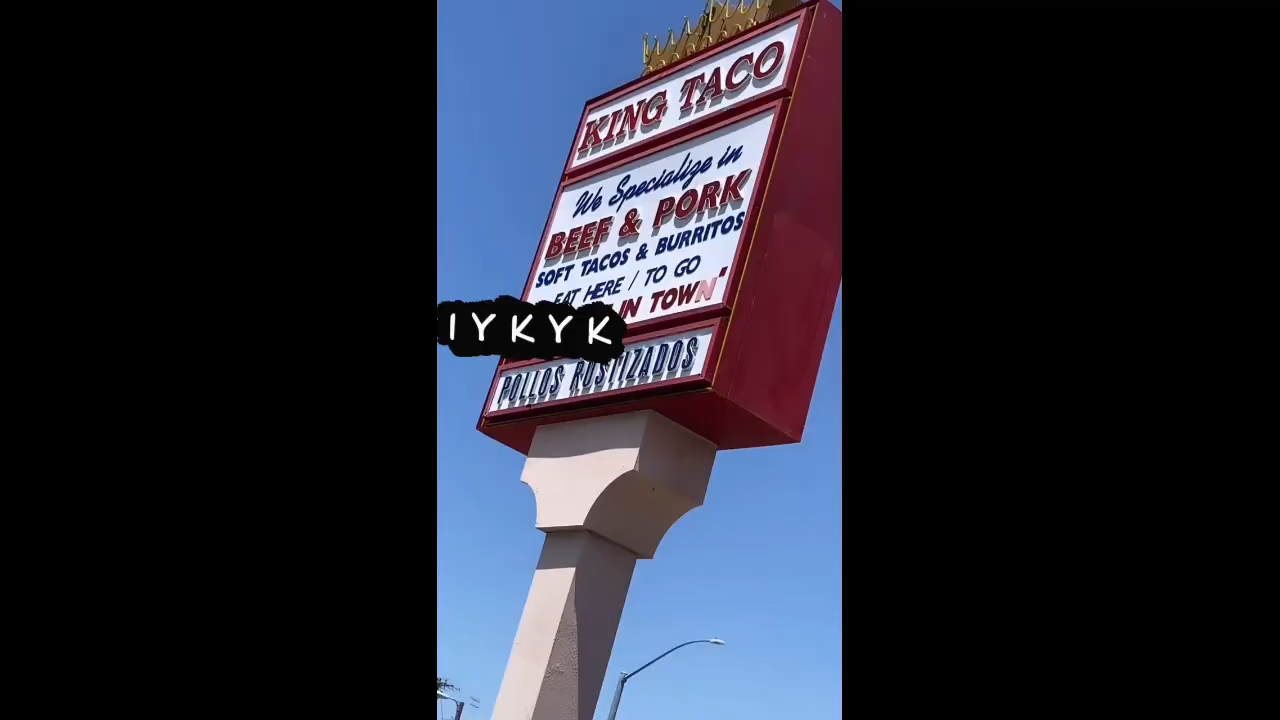 KING TACO
We Specialize in
BEEF & PORK
SOFT TACOS & BURRITOS
EAT HERE / TO GO
IN TOWN"
IYKYK
POLLOS ROSTIZADOS